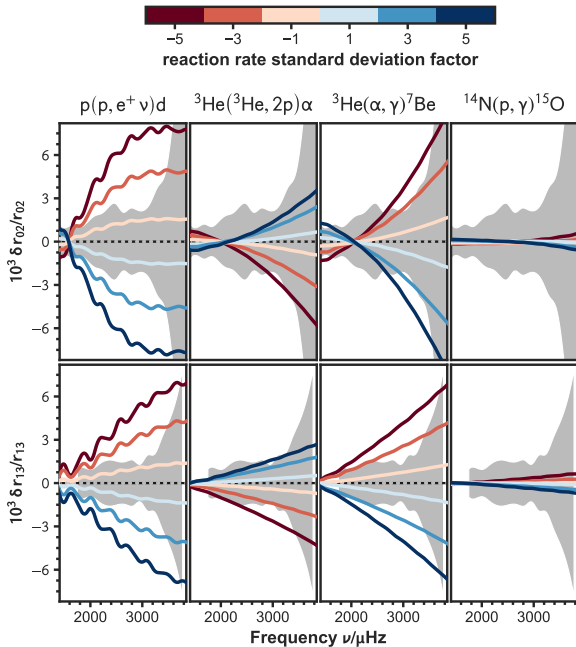 -5 -3 -1 1 3 5
reaction rate standard deviation factor
p(p, e⁺ ν)d ³He(³He, 2p)α ³He(α, γ)⁷Be ¹⁴N(p, γ)¹⁵O
10³ δr₀₂/r₀₂
6
3
0
−3
−6
10³ δr₁₃/r₁₃
6
3
0
−3
−6
2000 3000 2000 3000 2000 3000 2000 3000
Frequency ν/μHz